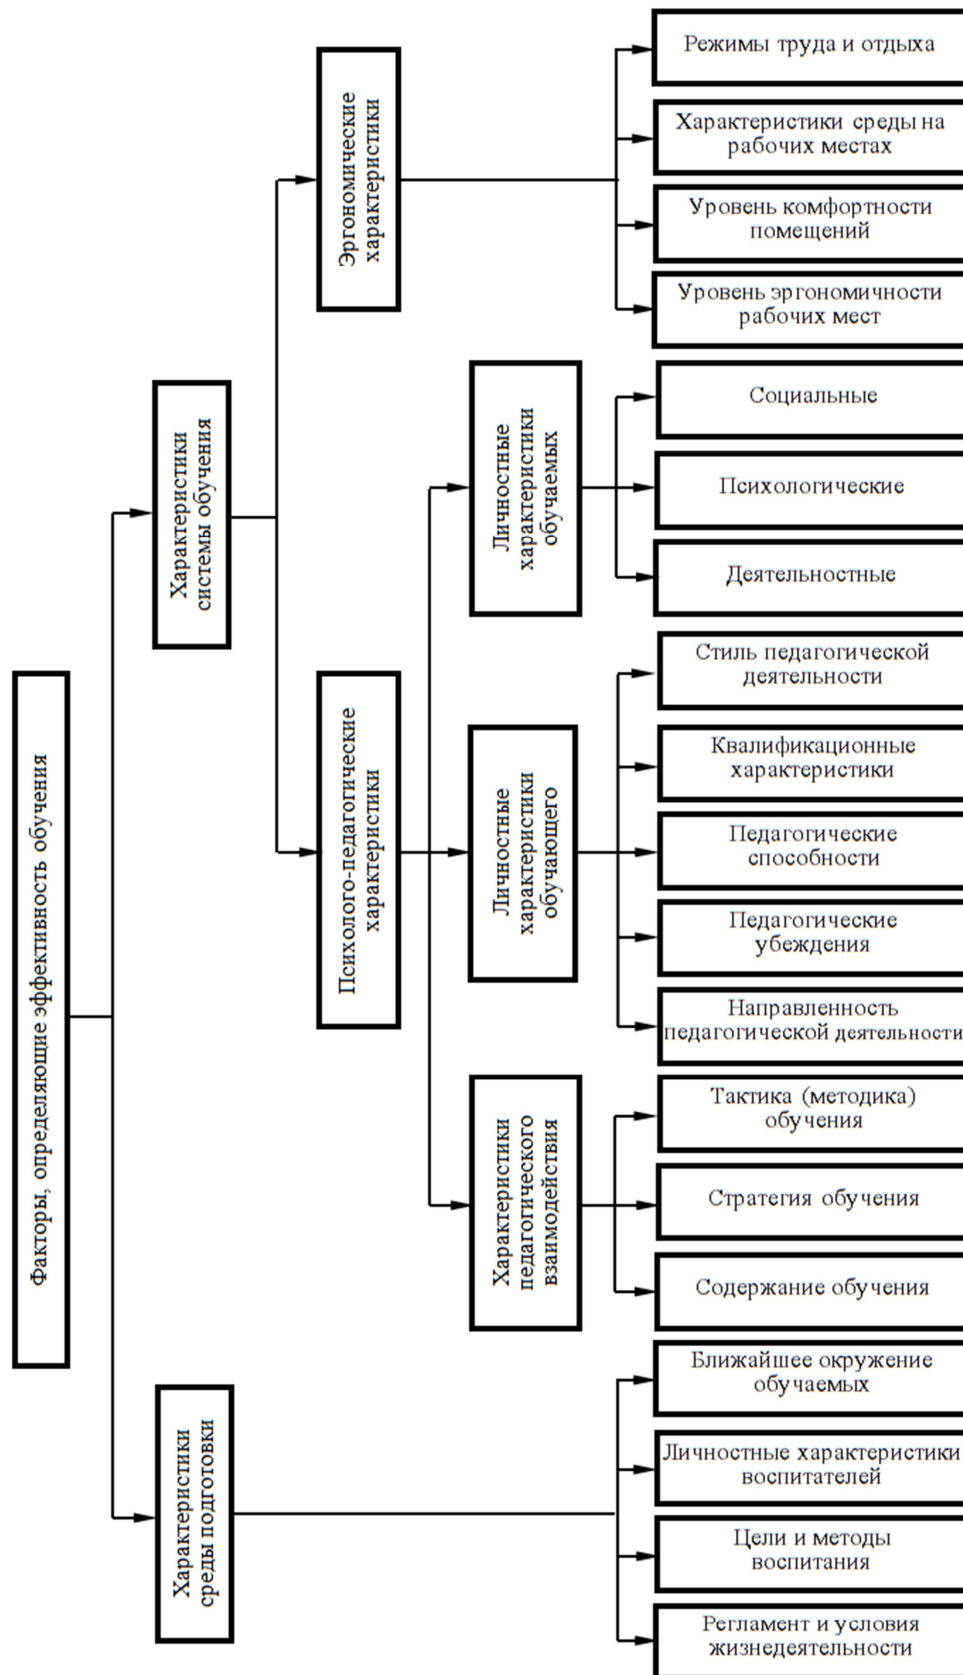 Факторы, определяющие эффективность обучения
Характеристики
системы обучения
Эргономические
характеристики
Режимы труда и отдыха
Характеристики среды на
рабочих местах
Уровень комфортности
помещений
Уровень эргономичности
рабочих мест
Психолого-педагогические
характеристики
Личностные
характеристики
обучаемых
Социальные
Психологические
Деятельностные
Личностные
характеристики
обучающего
Стиль педагогической
деятельности
Квалификационные
характеристики
Педагогические
способности
Педагогические
убеждения
Направленность
педагогической деятельности
Характеристики
педагогического
взаимодействия
Тактика (методика)
обучения
Стратегия обучения
Содержание обучения
Характеристики
среды подготовки
Ближайшее окружение
обучаемых
Личностные характеристики
воспитателей
Цели и методы
воспитания
Регламент и условия
жизнедеятельности